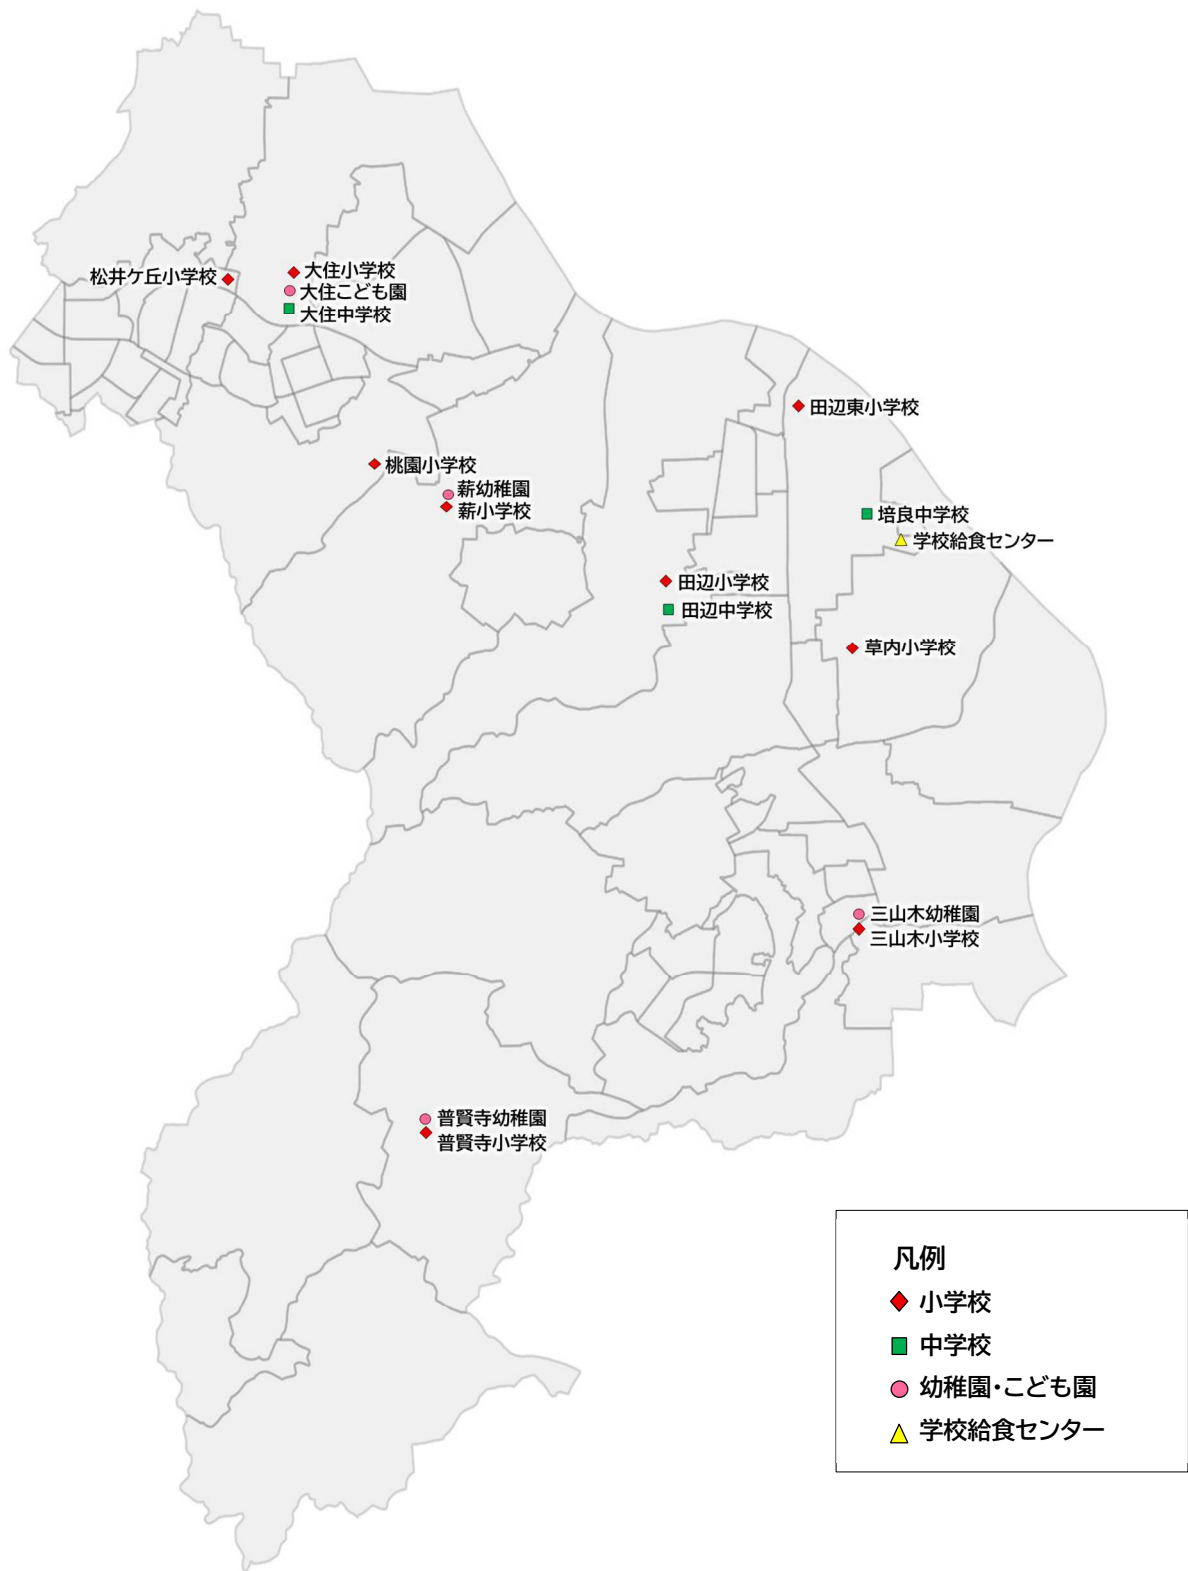 松井ケ丘小学校
大住小学校
大住こども園
大住中学校
田辺東小学校
桃園小学校
薪幼稚園
薪小学校
培良中学校
学校給食センター
田辺小学校
田辺中学校
草内小学校
三山木幼稚園
三山木小学校
普賢寺幼稚園
普賢寺小学校
凡例
小学校
中学校
幼稚園・こども園
学校給食センター